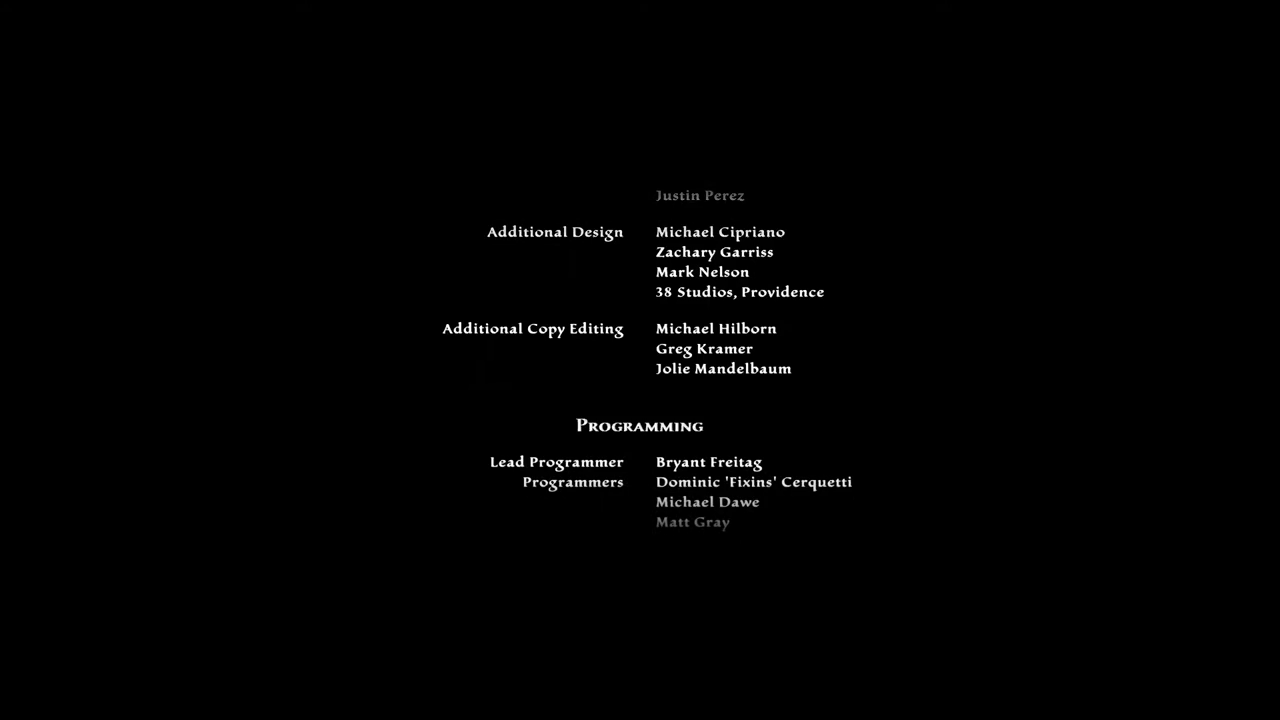 Justin Perez
Additional Design Michael Cipriano
Zachary Garriss
Mark Nelson
38 Studios, Providence
Additional Copy Editing Michael Hilborn
Greg Kramer
Jolie Mandelbaum
Programming
Lead Programmer Bryant Freitag
Programmers Dominic 'Fixins' Cerquetti
Michael Dawe
Matt Gray